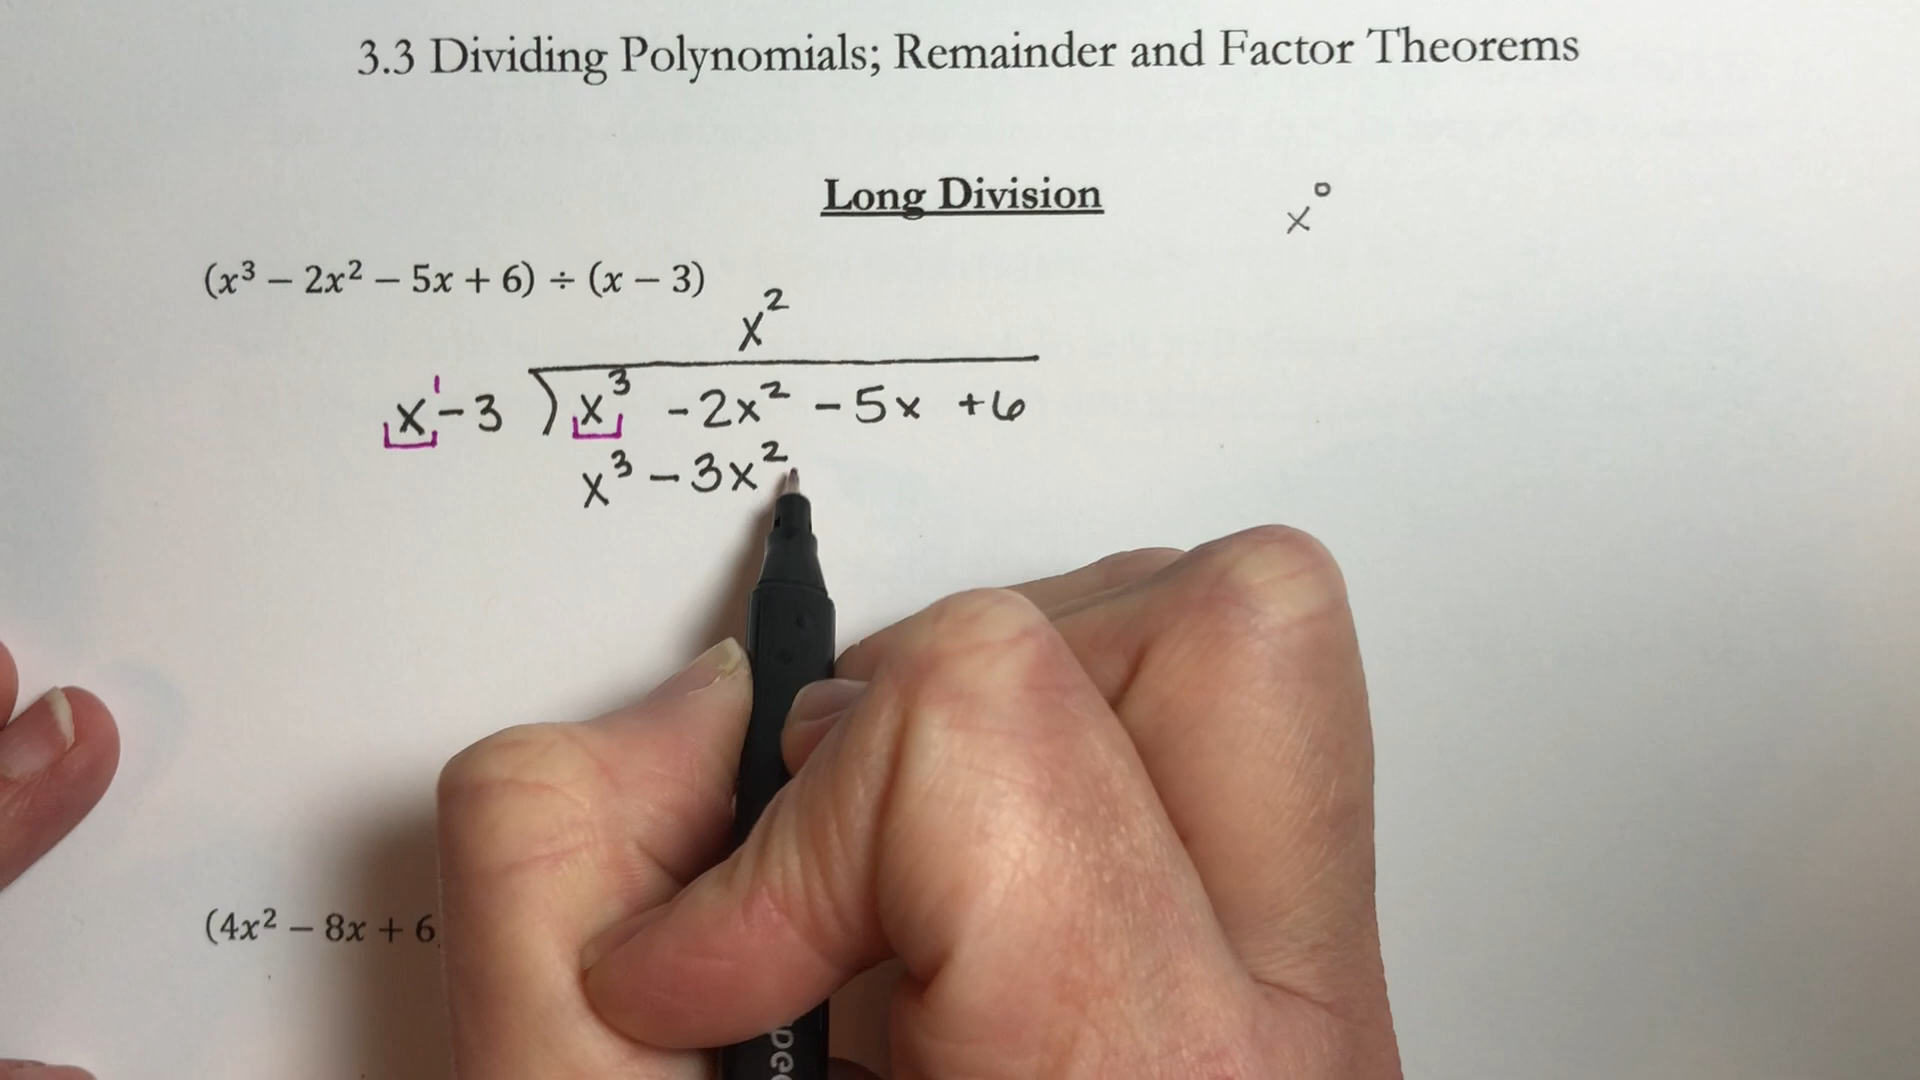 3.3 Dividing Polynomials; Remainder and Factor Theorems
Long Division
x⁰
(x³ – 2x² – 5x + 6) ÷ (x – 3)
x²
x¹-3 ) x³ -2x² -5x +6
x³ -3x²
(4x² – 8x + 6